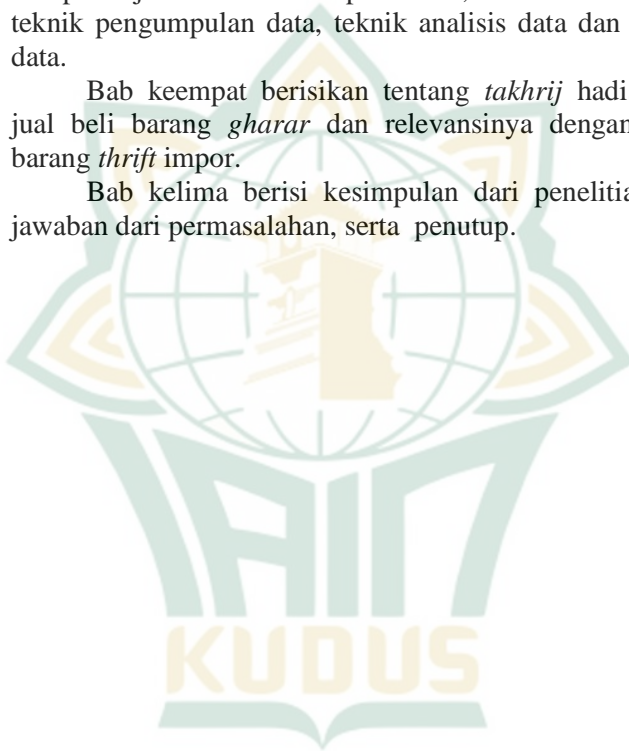 teknik pengumpulan data, teknik analisis data dan
data.
Bab keempat berisikan tentang takhrij hadi
jual beli barang gharar dan relevansinya dengan
barang thrift impor.
Bab kelima berisi kesimpulan dari penelitia
jawaban dari permasalahan, serta penutup.
IAIN
KUDUS